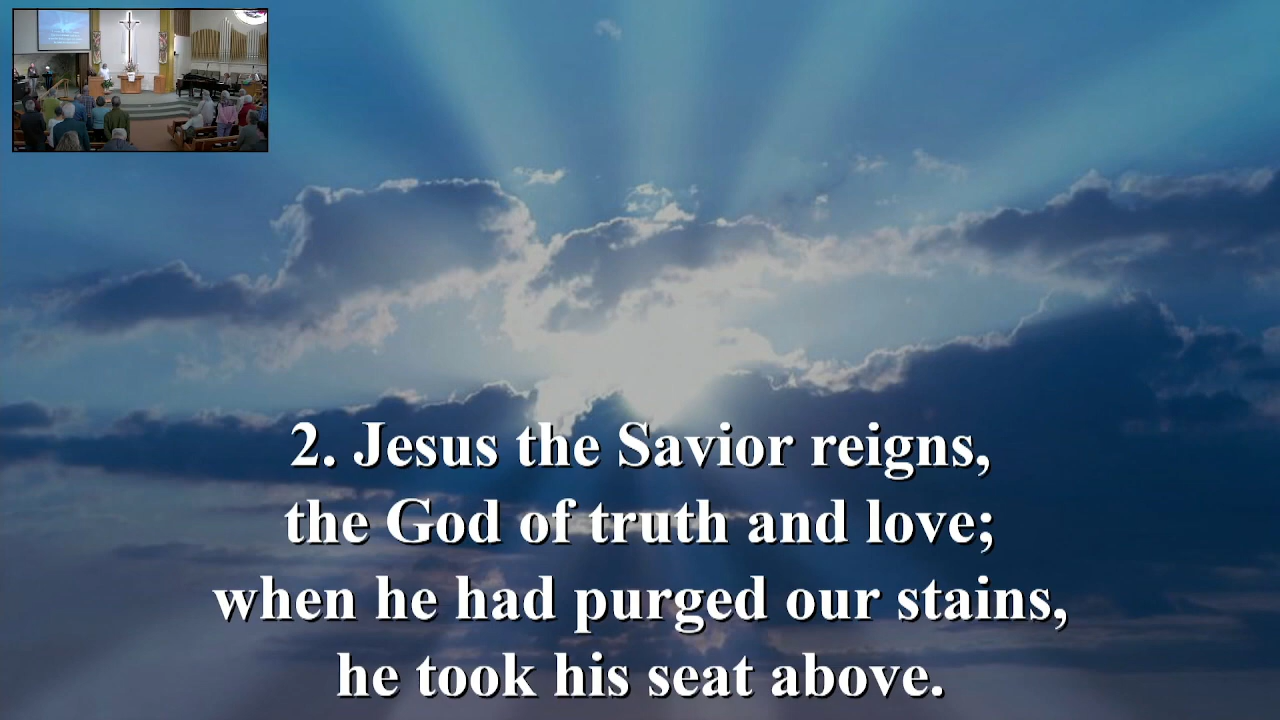 2. Jesus the Savior reigns,
the God of truth and love;
when he had purged our stains,
he took his seat above.